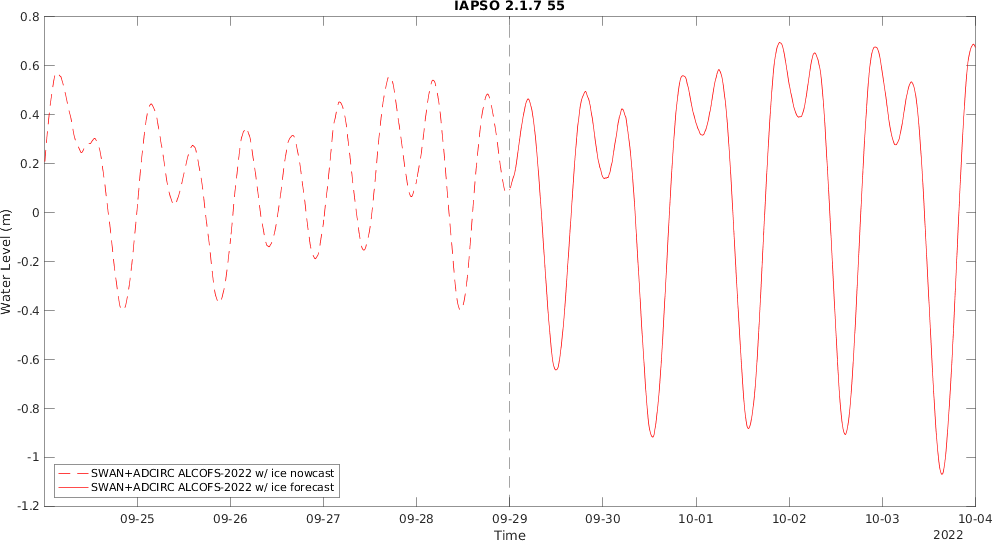 IAPSO 2.1.7 55
0.8
0.6
0.4
0.2
0
-0.2
-0.4
-0.6
-0.8
-1
-1.2
Water Level (m)
SWAN+ADCIRC ALCOFS-2022 w/ ice nowcast
SWAN+ADCIRC ALCOFS-2022 w/ ice forecast
09-25 09-26 09-27 09-28 09-29 09-30 10-01 10-02 10-03 10-04
Time
2022